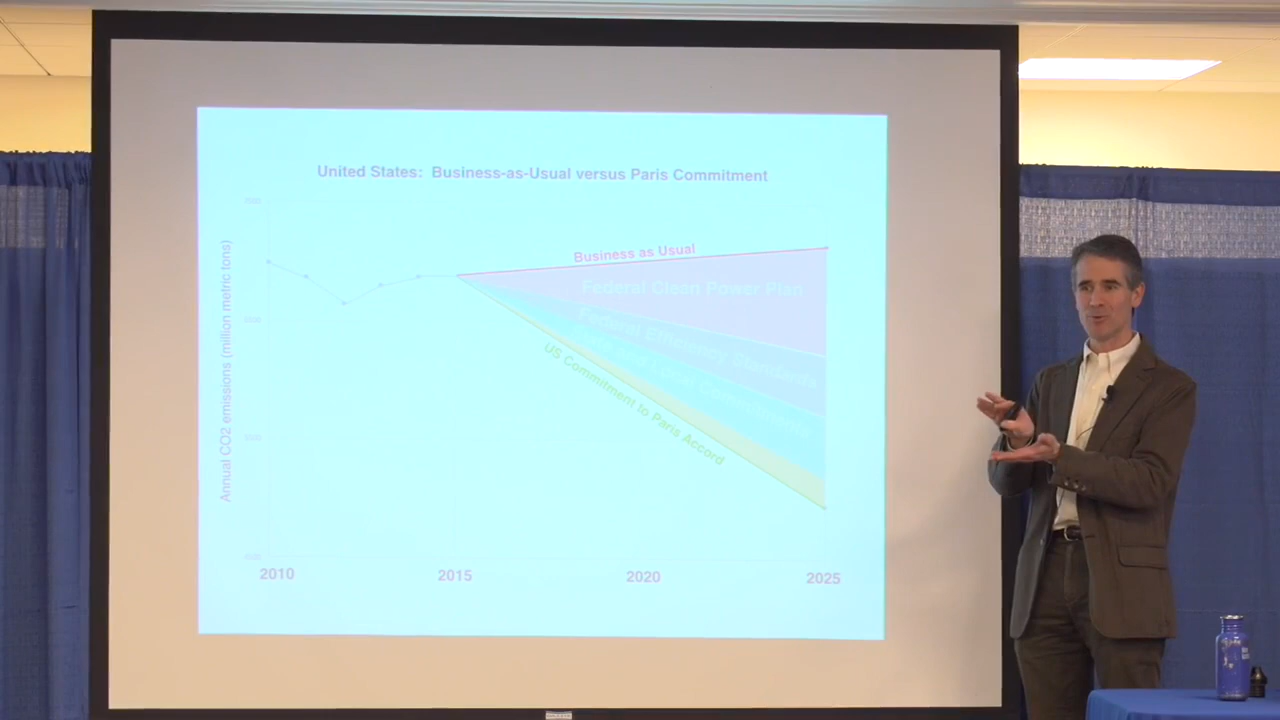 United States: Business-as-Usual versus Paris Commitment
Annual CO2 emissions (million metric tons)
Business as Usual
Federal Clean Power Plan
Federal Efficiency Standards
US Commitment to Paris Accord
2010
2015
2020
2025